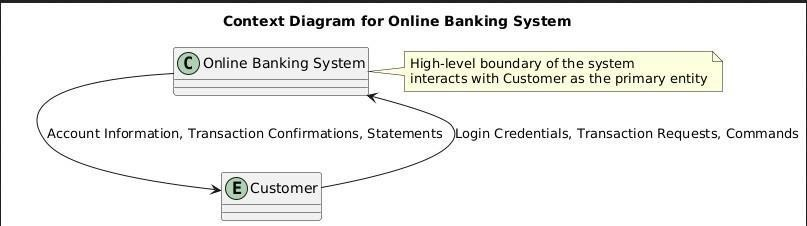 Context Diagram for Online Banking System
C Online Banking System
High-level boundary of the system
interacts with Customer as the primary entity
Account Information, Transaction Confirmations, Statements
Login Credentials, Transaction Requests, Commands
E Customer